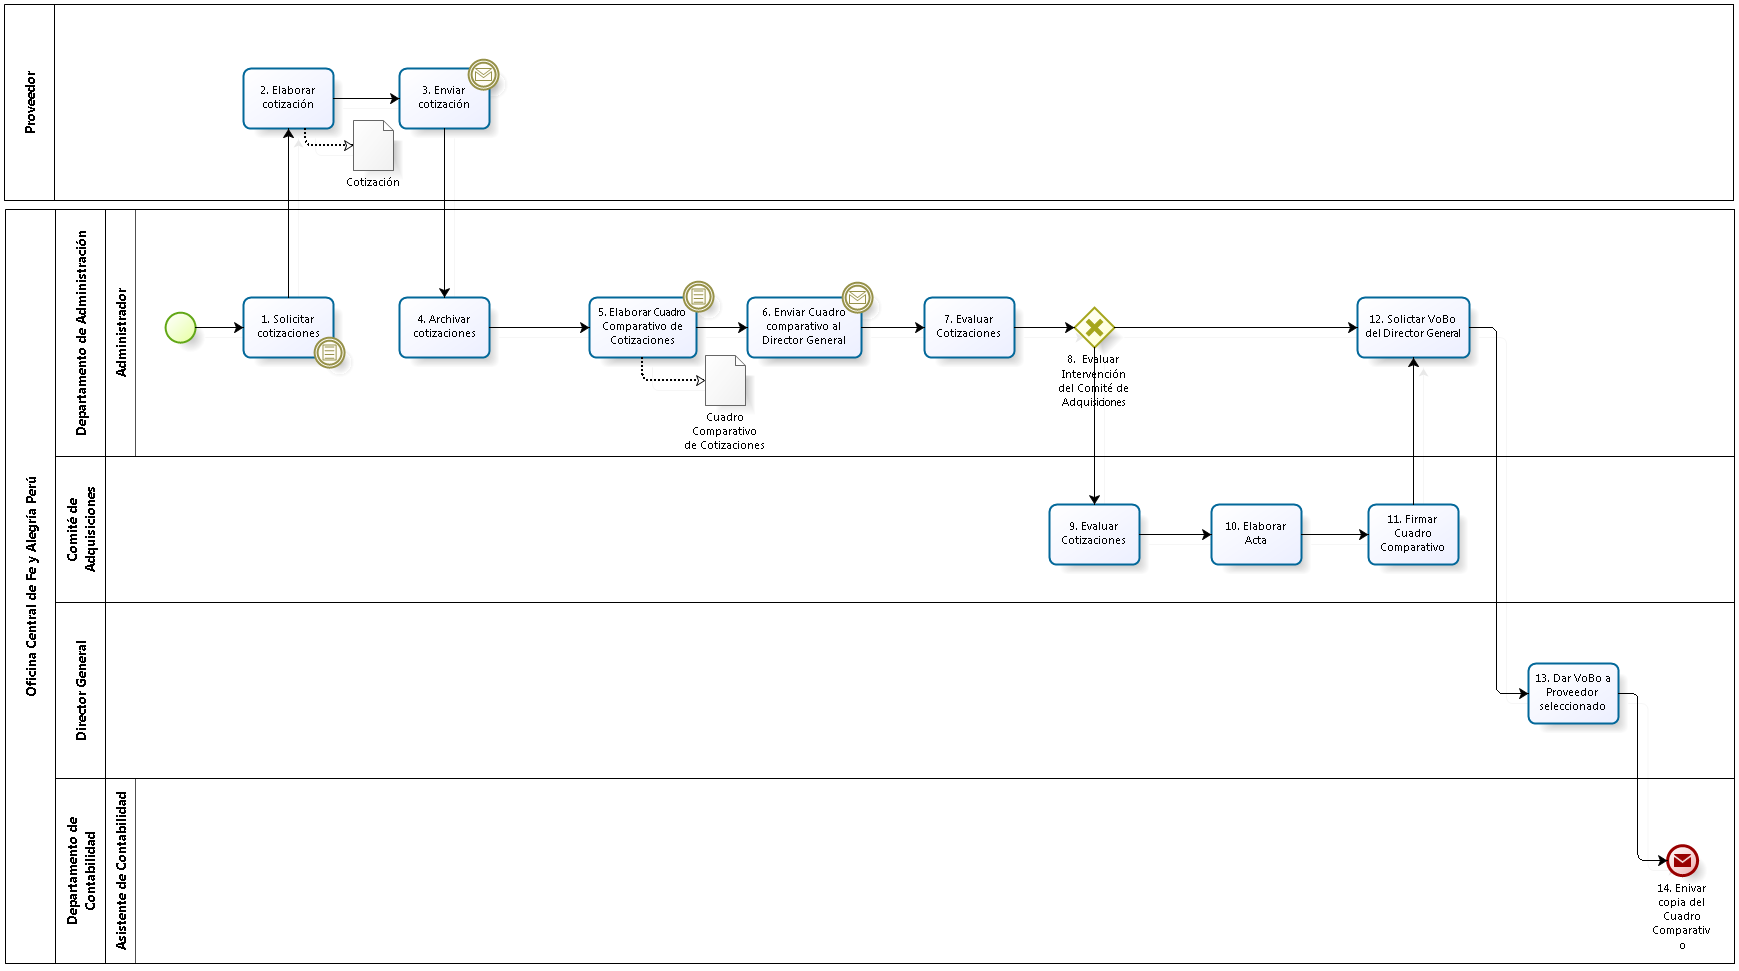 Proveedor
2. Elaborar
cotización
3. Enviar
cotización
Cotización
Oficina Central de Fe y Alegría Perú
Departamento de Administración
Administrador
1. Solicitar
cotizaciones
4. Archivar
cotizaciones
5. Elaborar Cuadro
Comparativo de
Cotizaciones
Cuadro
Comparativo
de Cotizaciones
6. Enviar Cuadro
comparativo al
Director General
7. Evaluar
Cotizaciones
8. Evaluar
Intervención
del Comité de
Adquisiciones
12. Solictar VoBo
del Director General
Comité de
Adquisiciones
9. Evaluar
Cotizaciones
10. Elaborar
Acta
11. Firmar
Cuadro
Comparativo
Director General
13. Dar VoBo a
Proveedor
seleccionado
Departamento de
Contabilidad
Asistente de Contabilidad
14. Enivar
copia del
Cuadro
Comparativ
o